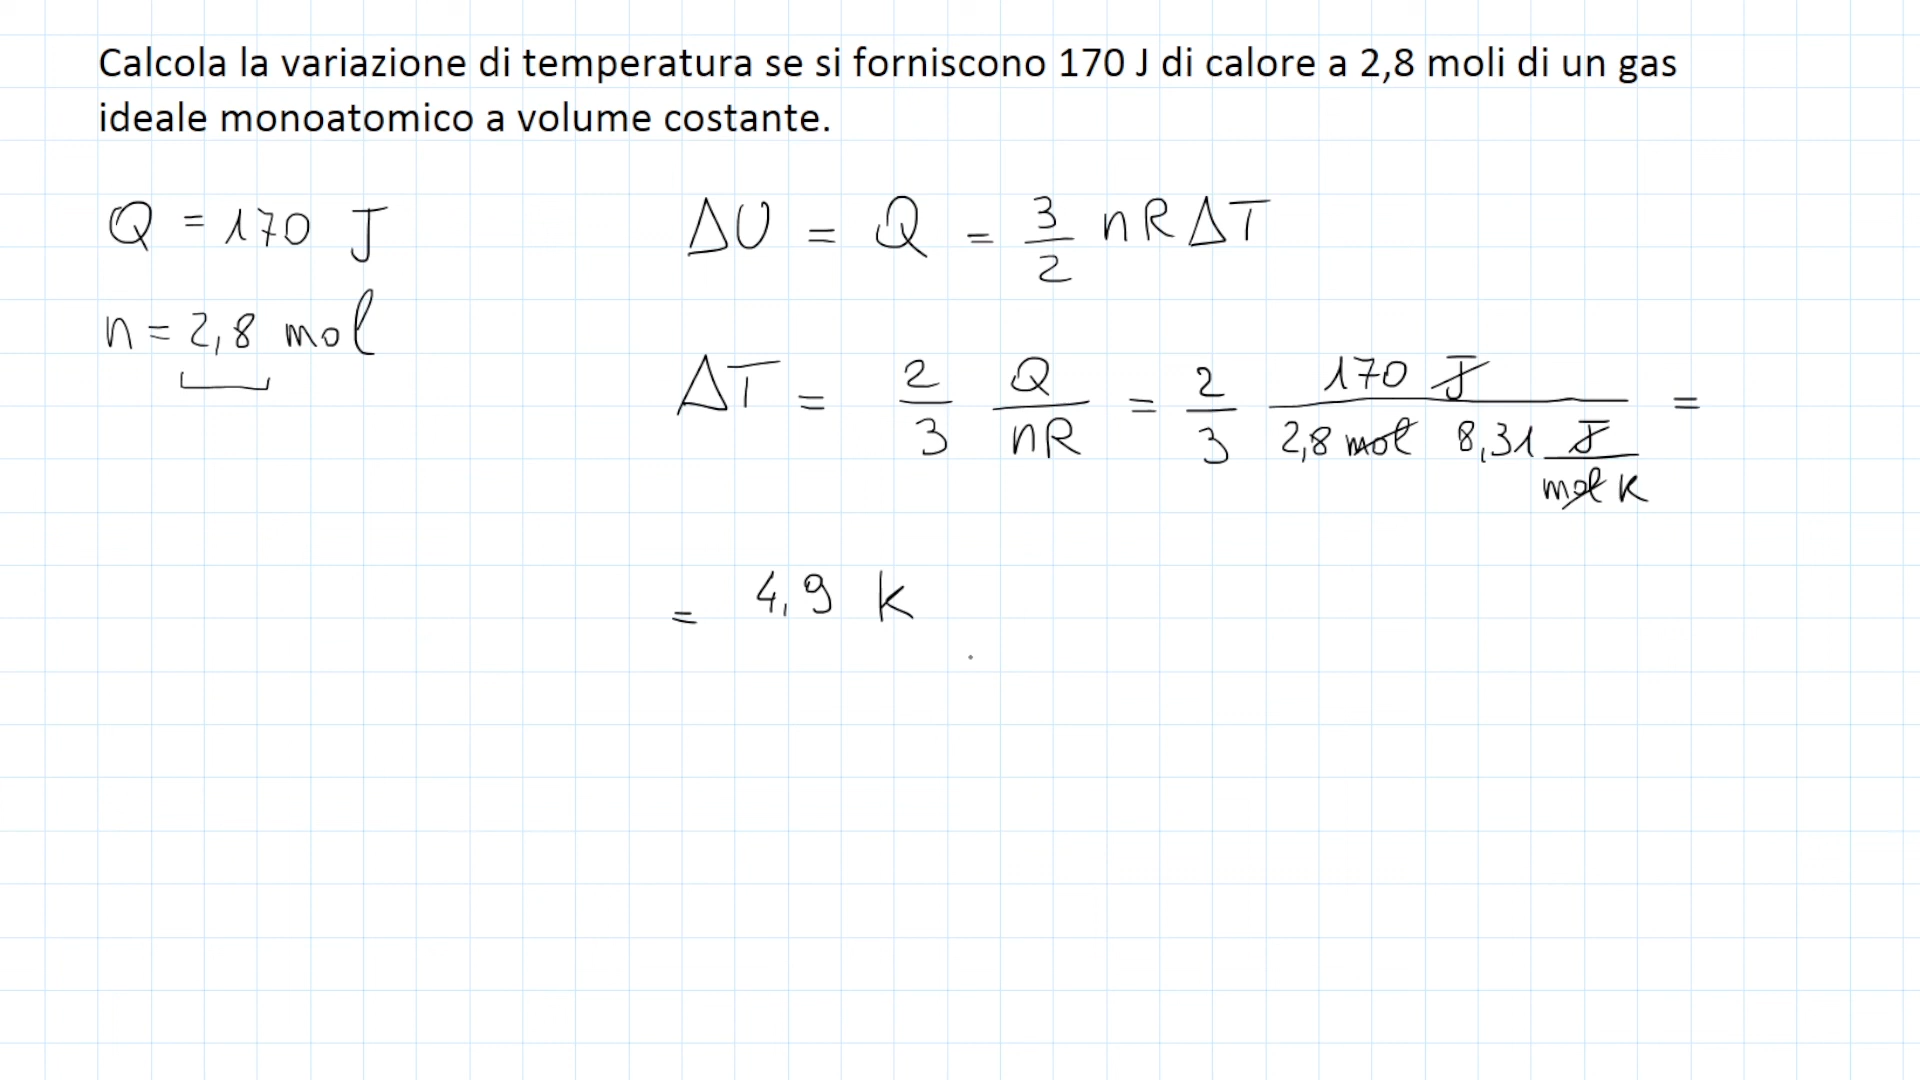 Calcola la variazione di temperatura se si forniscono 170 J di calore a 2,8 moli di un gas
ideale monoatomico a volume costante.
Q = 170 J
n = 2,8 mol
ΔU = Q = 3/2 nRΔT
ΔT = 2/3 Q/nR = 2/3 170 J / 2,8 mol 8,31 J/mol K =
= 4,9 K